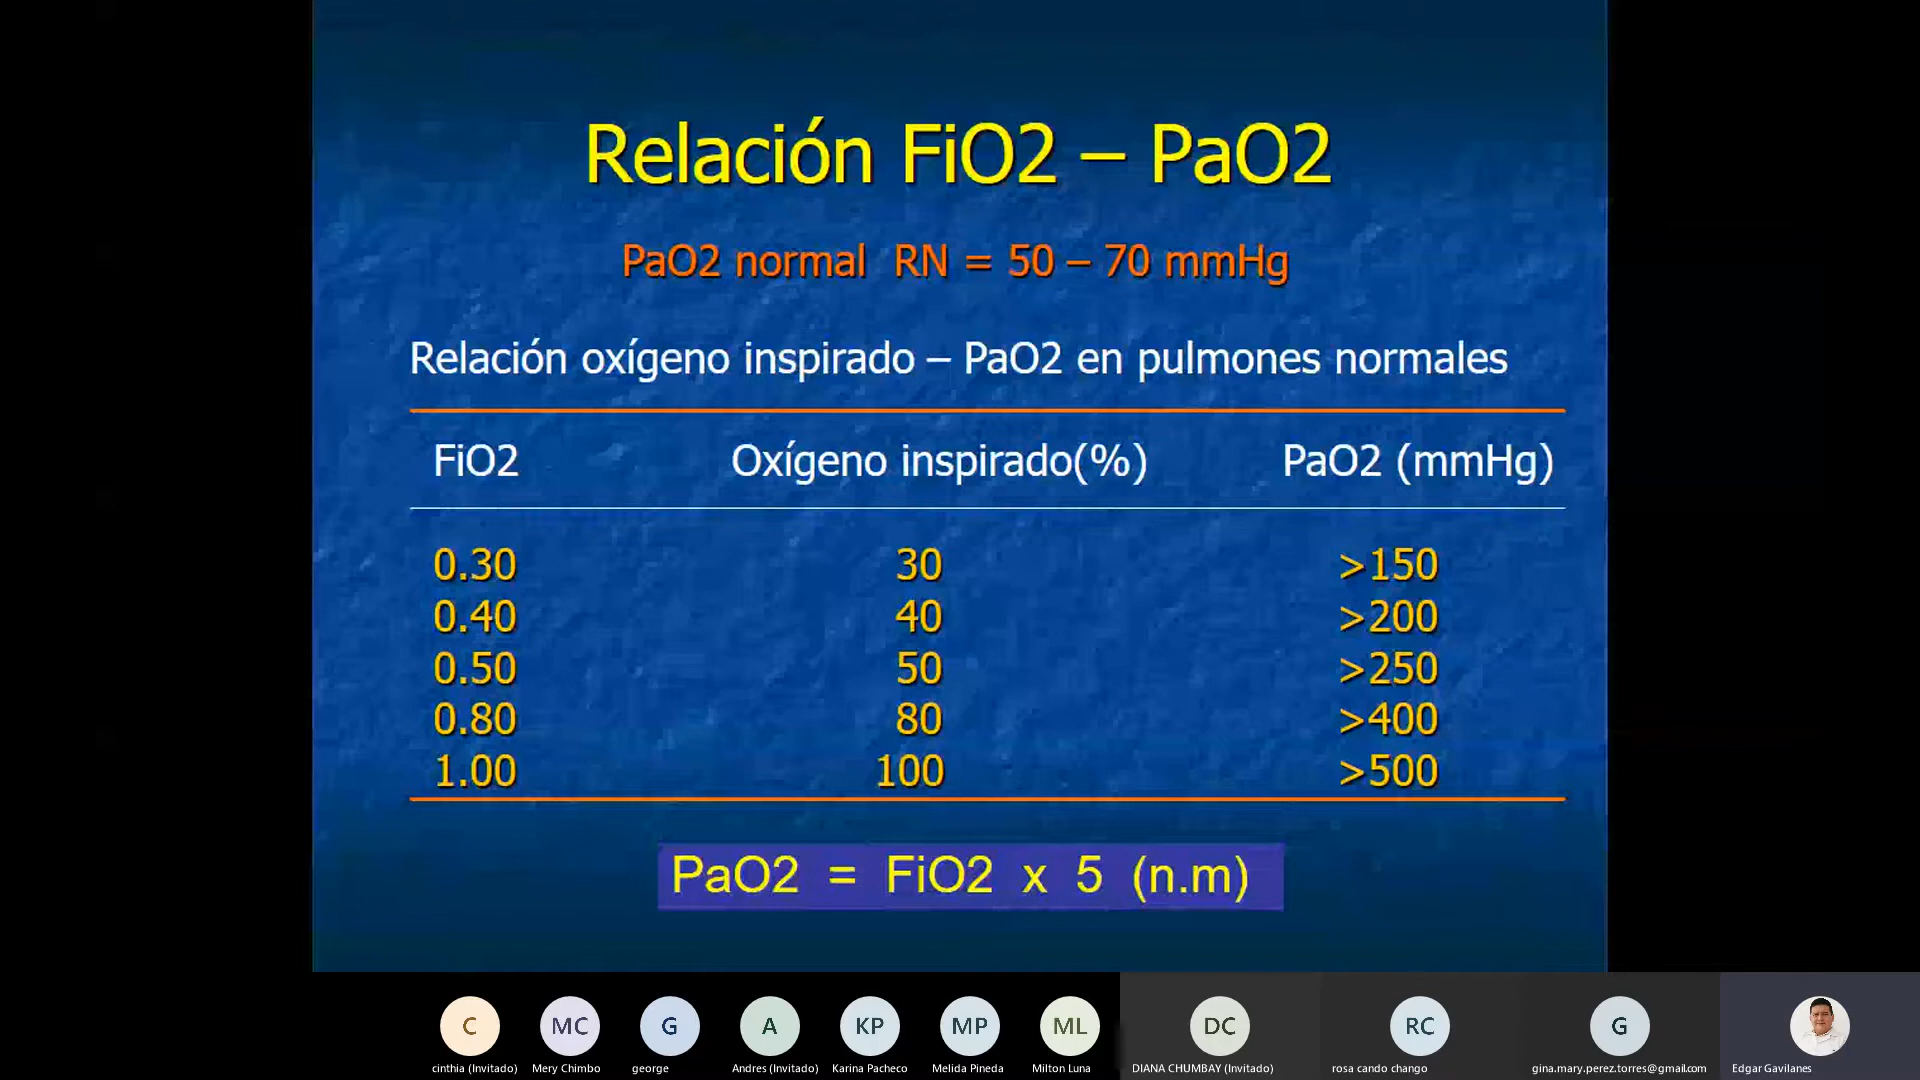 Relación FiO2 – PaO2
PaO2 normal RN = 50 – 70 mmHg
Relación oxígeno inspirado – PaO2 en pulmones normales
FiO2 Oxígeno inspirado(%) PaO2 (mmHg)
0.30 30 >150
0.40 40 >200
0.50 50 >250
0.80 80 >400
1.00 100 >500
PaO2 = FiO2 x 5 (n.m)
C MC G A KP MP ML DC RC G
cinthia (Invitado) Mery Chimbo george Andres (Invitado) Karina Pacheco Melida Pineda Milton Luna DIANA CHUMBAY (Invitado) rosa cando chango gina.mary.perez.torres@gmail.com Edgar Gavilanes